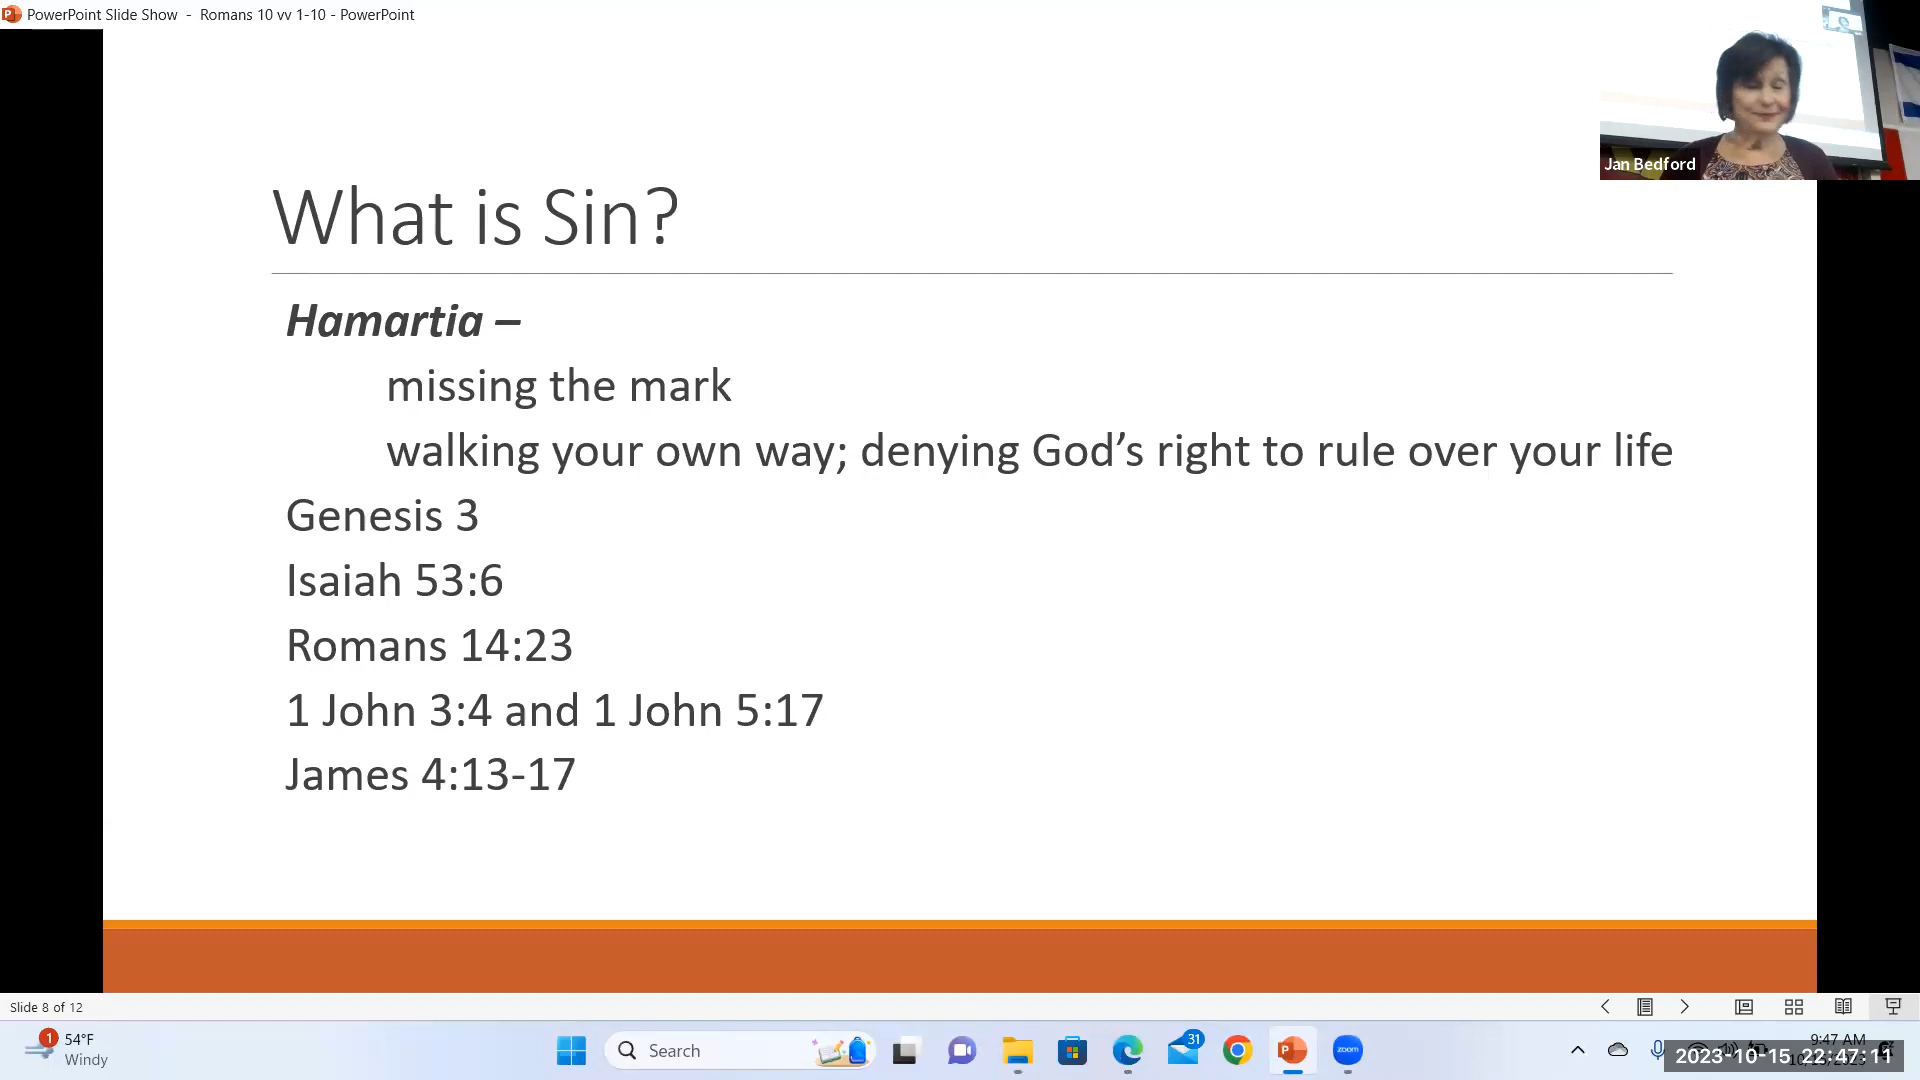 PowerPoint Slide Show - Romans 10 vv 1-10 - PowerPoint
Jan Bedford
What is Sin?
Hamartia –
missing the mark
walking your own way; denying God’s right to rule over your life
Genesis 3
Isaiah 53:6
Romans 14:23
1 John 3:4 and 1 John 5:17
James 4:13-17
Slide 8 of 12
1
54°F
Windy
Search
31
zoom
9:47 AM
2023-10-15 22:47:11